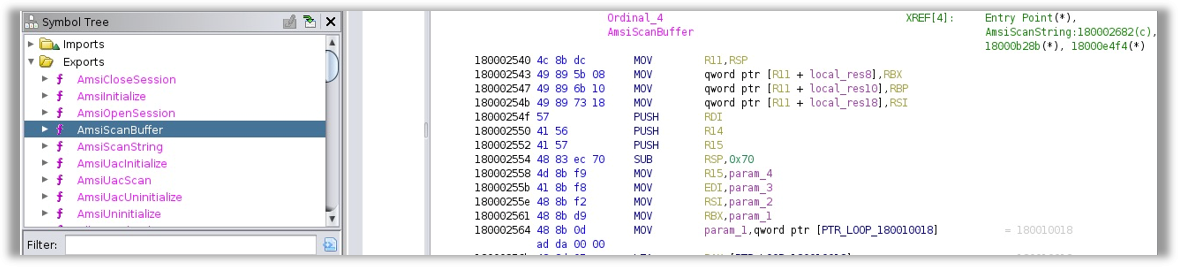 Symbol Tree
Imports
Exports
AmsiCloseSession
AmsiInitialize
AmsiOpenSession
AmsiScanBuffer
AmsiScanString
AmsiUacInitialize
AmsiUacScan
AmsiUacUninitialize
AmsiUninitialize
Filter:
Ordinal_4 XREF[4]: Entry Point(*),
AmsiScanBuffer AmsiScanString:180002682(c),
18000b28b(*), 18000e4f4(*)
180002540 4c 8b dc MOV R11,RSP
180002543 49 89 5b 08 MOV qword ptr [R11 + local_res8],RBX
180002547 49 89 6b 10 MOV qword ptr [R11 + local_res10],RBP
18000254b 49 89 73 18 MOV qword ptr [R11 + local_res18],RSI
18000254f 57 PUSH RDI
180002550 41 56 PUSH R14
180002552 41 57 PUSH R15
180002554 48 83 ec 70 SUB RSP,0x70
180002558 4d 8b f9 MOV R15,param_4
18000255b 41 8b f8 MOV EDI,param_3
18000255e 48 8b f2 MOV RSI,param_2
180002561 48 8b d9 MOV RBX,param_1
180002564 48 8b 0d MOV param_1,qword ptr [PTR_LOOP_180010018] = 180010018
ad da 00 00